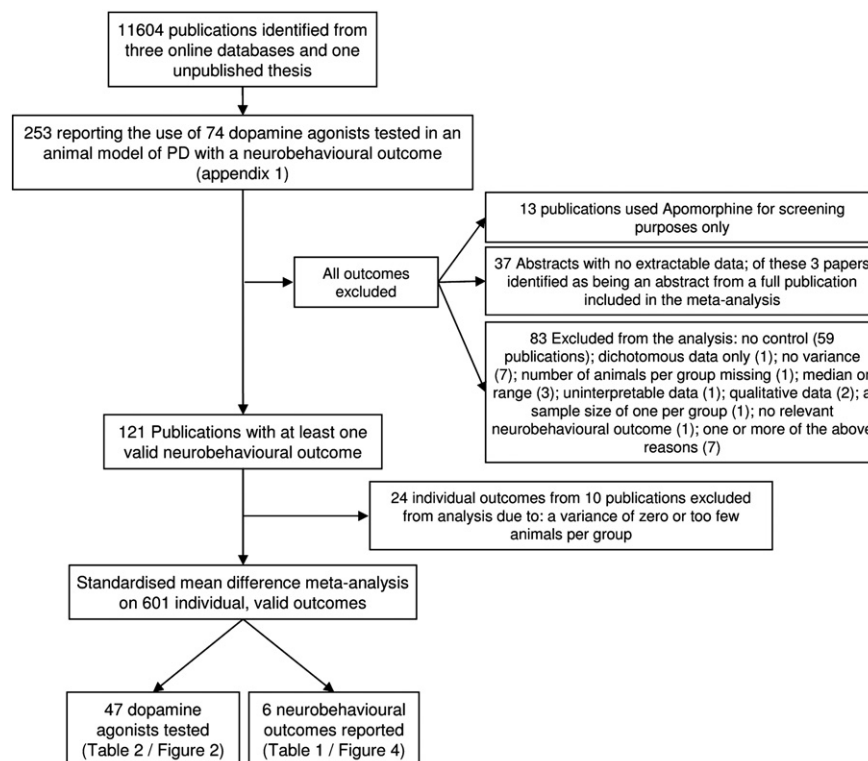 11604 publications identified from
three online databases and one
unpublished thesis
253 reporting the use of 74 dopamine agonists tested in an
animal model of PD with a neurobehavioural outcome
(appendix 1)
13 publications used Apomorphine for screening
purposes only
All outcomes
excluded
37 Abstracts with no extractable data; of these 3 papers
identified as being an abstract from a full publication
included in the meta-analysis
83 Excluded from the analysis: no control (59
publications); dichotomous data only (1); no variance
(7); number of animals per group missing (1); median or
range (3); uninterpretable data (1); qualitative data (2); a
sample size of one per group (1); no relevant
neurobehavioural outcome (1); one or more of the above
reasons (7)
121 Publications with at least one
valid neurobehavioural outcome
24 individual outcomes from 10 publications excluded
from analysis due to: a variance of zero or too few
animals per group
Standardised mean difference meta-analysis
on 601 individual, valid outcomes
47 dopamine
agonists tested
(Table 2 / Figure 2)
6 neurobehavioural
outcomes reported
(Table 1 / Figure 4)